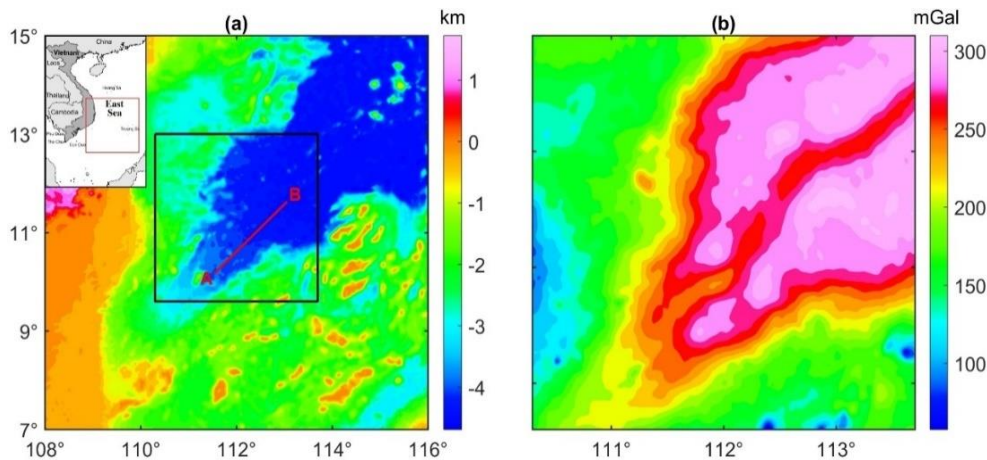 (a)
km
(b)
mGal
15°
13°
11°
9°
7°
108
110
112
114
116°
China
Vietnam
Laos
Thailand
Cambodia
East
Sea
A
B
1
0
-1
-2
-3
-4
111°
112°
113°
300
250
200
150
100